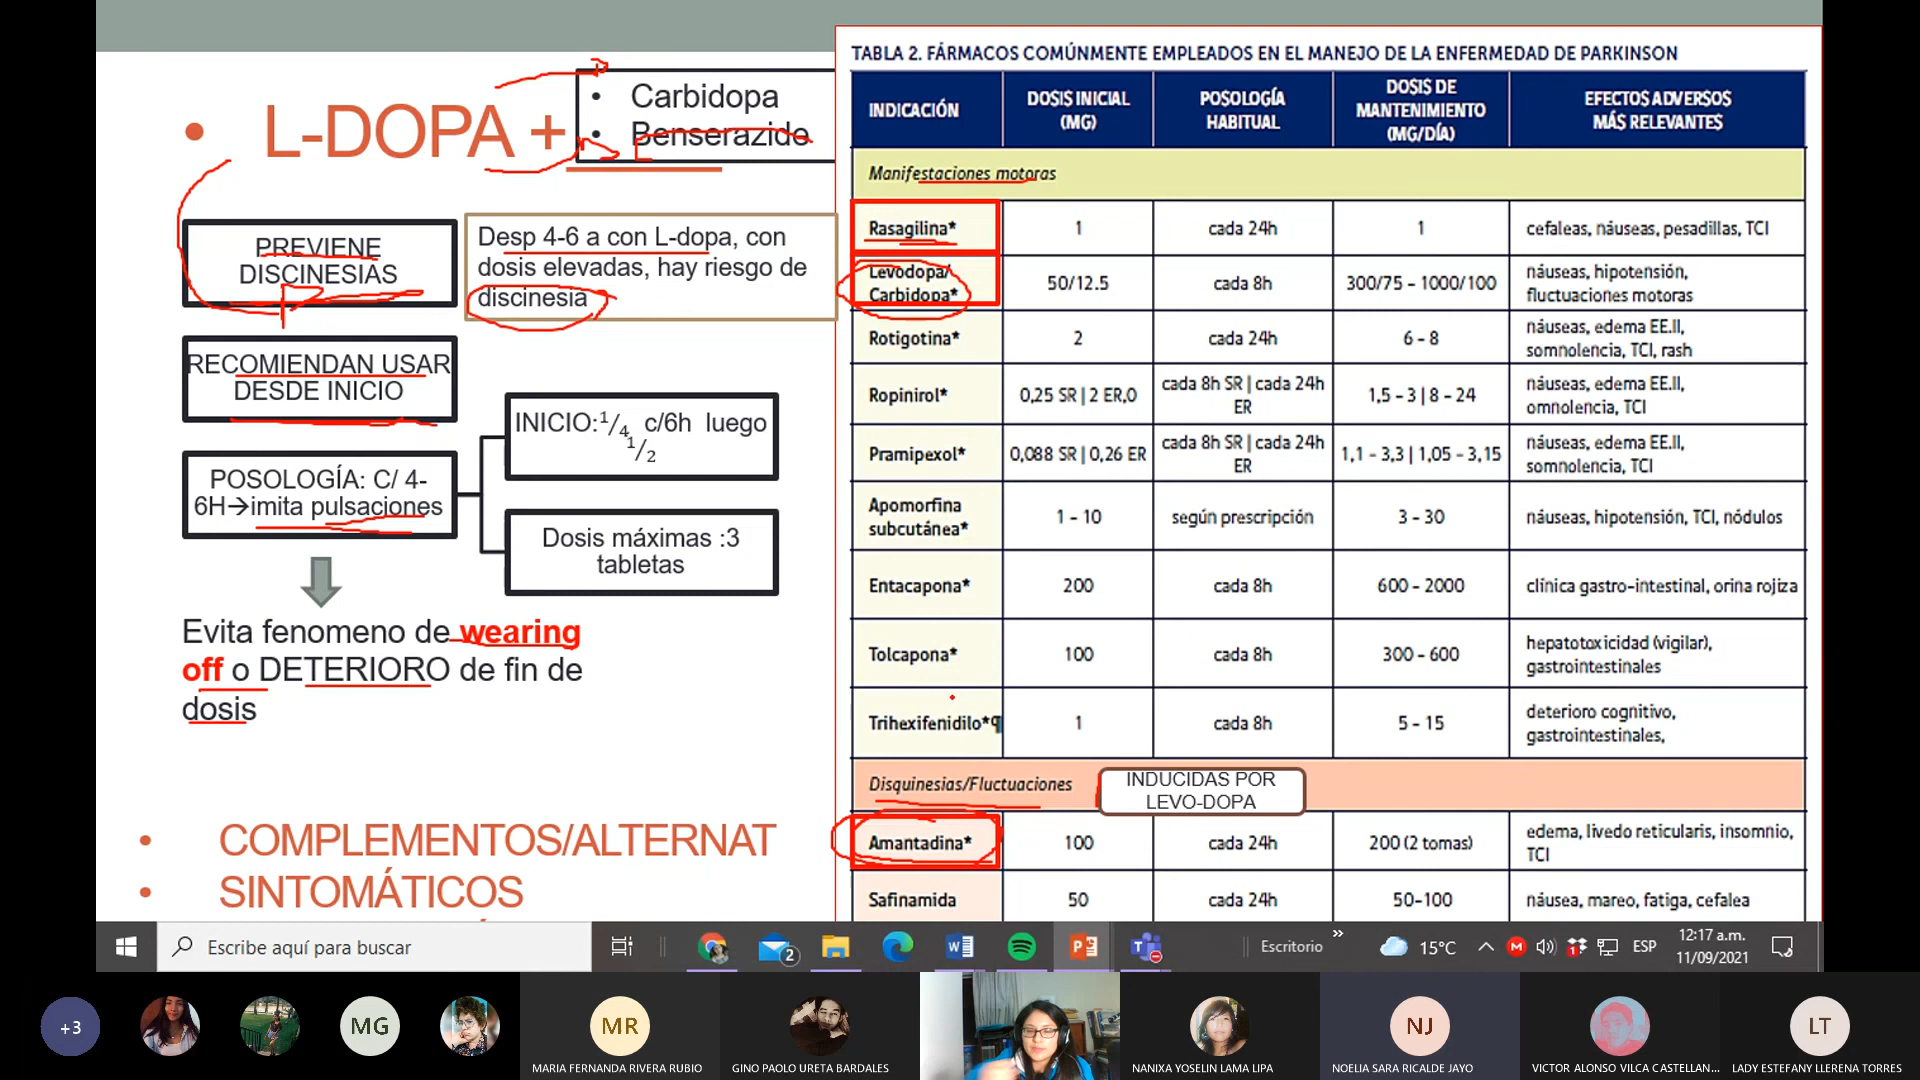 • L-DOPA +
• Carbidopa
• Benserazide
PREVIENE
DISCINESIAS
Desp 4-6 a con L-dopa, con
dosis elevadas, hay riesgo de
discinesia
RECOMIENDAN USAR
DESDE INICIO
POSOLOGÍA: C/ 4-
6H→imita pulsaciones
INICIO:1/4 c/6h luego
1/2
Dosis máximas :3
tabletas
Evita fenomeno de wearing
off o DETERIORO de fin de
dosis
• COMPLEMENTOS/ALTERNAT
• SINTOMÁTICOS
TABLA 2. FÁRMACOS COMÚNMENTE EMPLEADOS EN EL MANEJO DE LA ENFERMEDAD DE PARKINSON
INDICACIÓN DOSIS INICIAL (MG) POSOLOGÍA HABITUAL DOSIS DE MANTENIMIENTO (MG/DÍA) EFECTOS ADVERSOS MÁS RELEVANTES
Manifestaciones motoras
Rasagilina* 1 cada 24h 1 cefaleas, náuseas, pesadillas, TCI
Levodopa/ Carbidopa* 50/12.5 cada 8h 300/75 - 1000/100 náuseas, hipotensión, fluctuaciones motoras
Rotigotina* 2 cada 24h 6 - 8 náuseas, edema EE.II, somnolencia, TCI, rash
Ropinirol* 0,25 SR | 2 ER,0 cada 8h SR | cada 24h ER 1,5 - 3 | 8 - 24 náuseas, edema EE.II, omnolencia, TCI
Pramipexol* 0,088 SR | 0,26 ER cada 8h SR | cada 24h ER 1,1 - 3,3 | 1,05 - 3,15 náuseas, edema EE.II, somnolencia, TCI
Apomorfina subcutánea* 1 - 10 según prescripción 3 - 30 náuseas, hipotensión, TCI, nódulos
Entacapona* 200 cada 8h 600 - 2000 clínica gastro-intestinal, orina rojiza
Tolcapona* 100 cada 8h 300 - 600 hepatotoxicidad (vigilar), gastrointestinales
Trihexifenidilo*¶ 1 cada 8h 5 - 15 deterioro cognitivo, gastrointestinales,
Disquinesias/Fluctuaciones
INDUCIDAS POR
LEVO-DOPA
Amantadina* 100 cada 24h 200 (2 tomas) edema, livedo reticularis, insomnio, TCI
Safinamida 50 cada 24h 50-100 náusea, mareo, fatiga, cefalea
Escribe aquí para buscar
2
Escritorio
»
15°C
M
1
ESP
12:17 a.m.
11/09/2021
+3
MG
MR
NJ
LT
MARIA FERNANDA RIVERA RUBIO
GINO PAOLO URETA BARDALES
NANIXA YOSELIN LAMA LIPA
NOELIA SARA RICALDE JAYO
VICTOR ALONSO VILCA CASTELLAN...
LADY ESTEFANY LLERENA TORRES